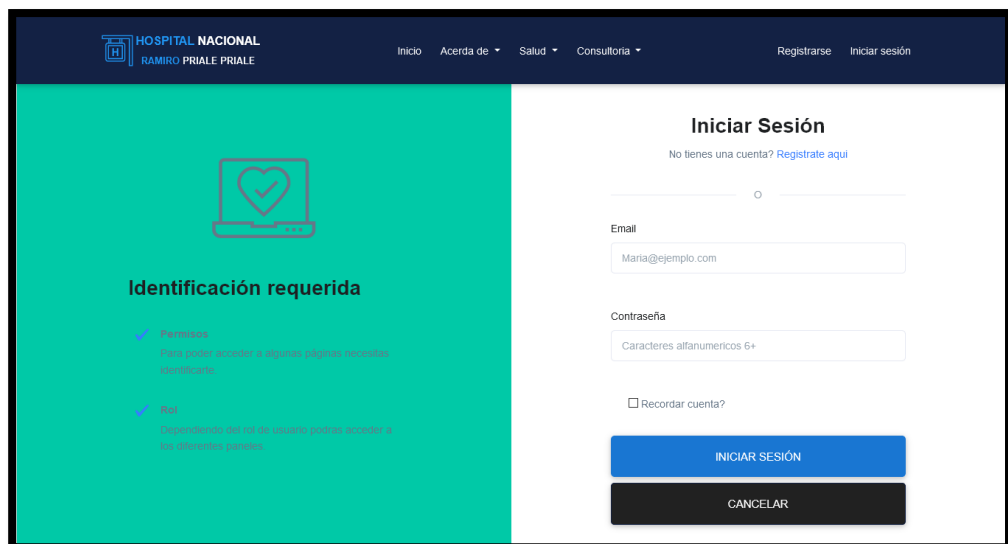 HOSPITAL NACIONAL
RAMIRO PRIALE PRIALE
H
Inicio Acerda de Salud Consultoria Registrarse Iniciar sesión
Identificación requerida
Permisos
Para poder acceder a algunas páginas necesitas
identificarte
Rol
Dependiendo del rol de usuario podras acceder a
los diferentes paneles
Iniciar Sesión
No tienes una cuenta? Registrate aqui
O
Email
Maria@ejemplo.com
Contraseña
Caracteres alfanumericos 6+
Recordar cuenta?
INICIAR SESIÓN
CANCELAR